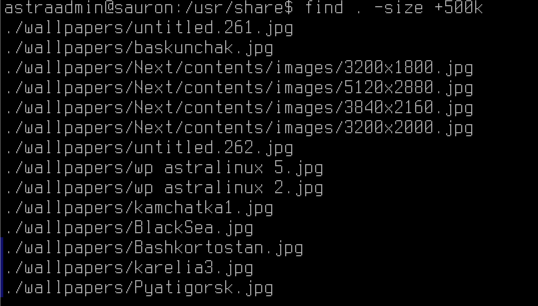 astraadmin@sauron:/usr/share$ find . -size +500k
./wallpapers/untitled.261.jpg
./wallpapers/baskunchak.jpg
./wallpapers/Next/contents/images/3200x1800.jpg
./wallpapers/Next/contents/images/5120x2880.jpg
./wallpapers/Next/contents/images/3840x2160.jpg
./wallpapers/Next/contents/images/3200x2000.jpg
./wallpapers/untitled.262.jpg
./wallpapers/wp astralinux 5.jpg
./wallpapers/wp astralinux 2.jpg
./wallpapers/kamchatka1.jpg
./wallpapers/BlackSea.jpg
./wallpapers/Bashkortostan.jpg
./wallpapers/karelia3.jpg
./wallpapers/Pyatigorsk.jpg